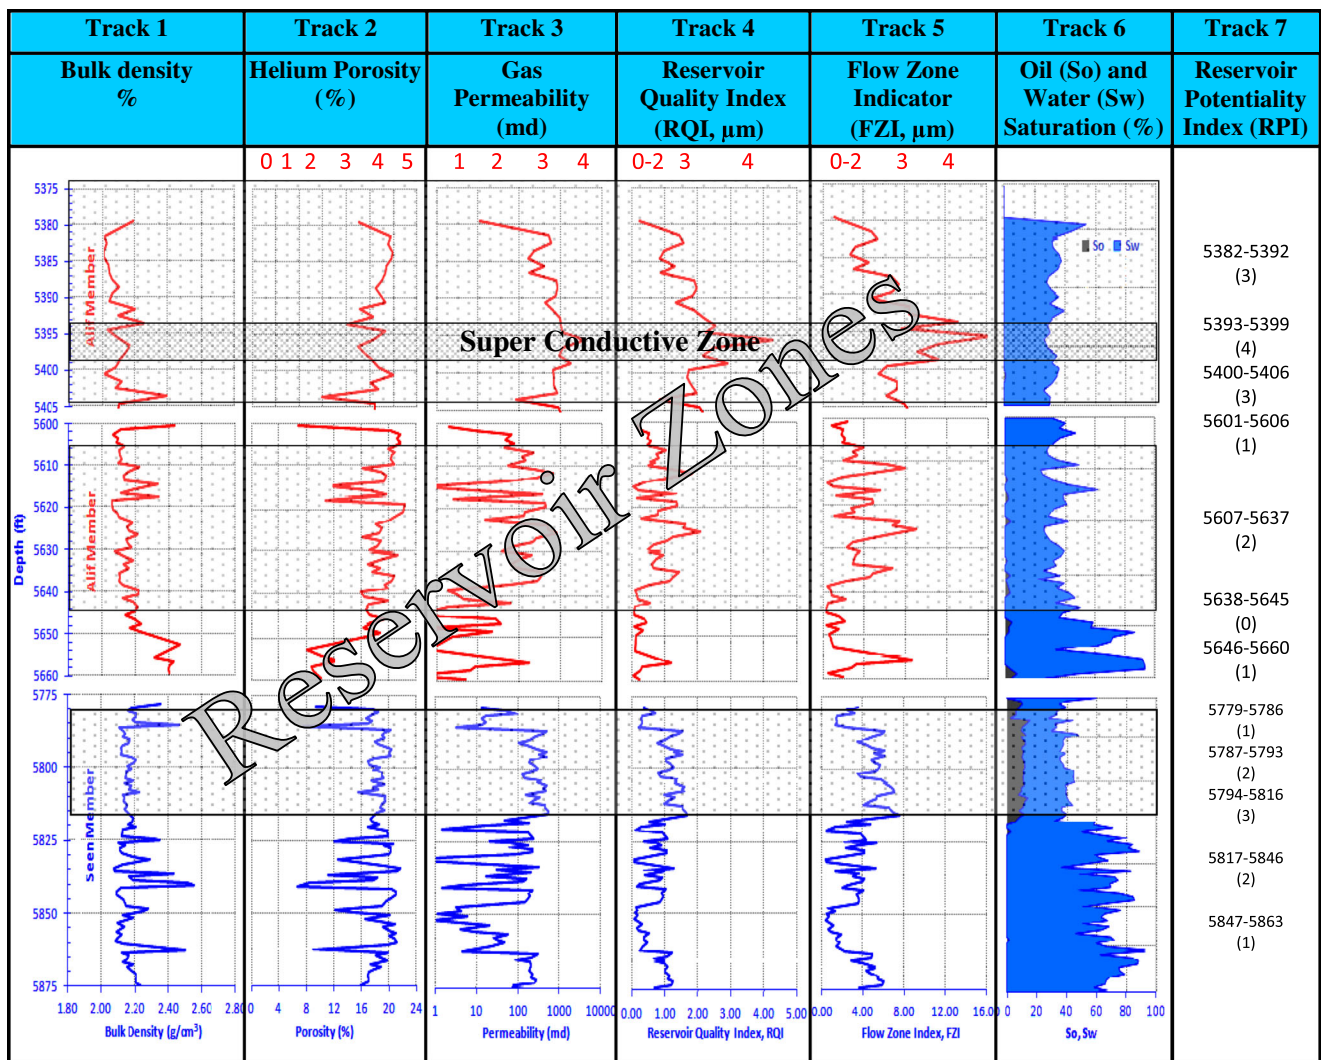 Track 1 Track 2 Track 3 Track 4 Track 5 Track 6 Track 7
Bulk density
%
Helium Porosity
(%)
Gas
Permeability
(md)
Reservoir
Quality Index
(RQI, µm)
Flow Zone
Indicator
(FZI, µm)
Oil (So) and
Water (Sw)
Saturation (%)
Reservoir
Potentiality
Index (RPI)
0 1 2 3 4 5
1 2 3 4
0-2 3 4
0-2 3 4
Depth (ft)
5375
5380
5385
5390
5395
5400
5405
5600
5610
5620
5630
5640
5650
5660
5775
5800
5825
5850
5875
Alif Member
Alif Member
Seen Member
Super Conductive Zone
Reservoir Zones
So Sw
5382-5392
(3)
5393-5399
(4)
5400-5406
(3)
5601-5606
(1)
5607-5637
(2)
5638-5645
(0)
5646-5660
(1)
5779-5786
(1)
5787-5793
(2)
5794-5816
(3)
5817-5846
(2)
5847-5863
(1)
1.80 2.00 2.20 2.40 2.60 2.80
Bulk Density (g/cm³)
0 4 8 12 16 20 24
Porosity (%)
1 10 100 1000 10000
Permeability (md)
0.00 1.00 2.00 3.00 4.00 5.00
Reservoir Quality Index, RQI
0.00 4.00 8.00 12.00 16.00
Flow Zone Index, FZI
0 20 40 60 80 100
So, Sw